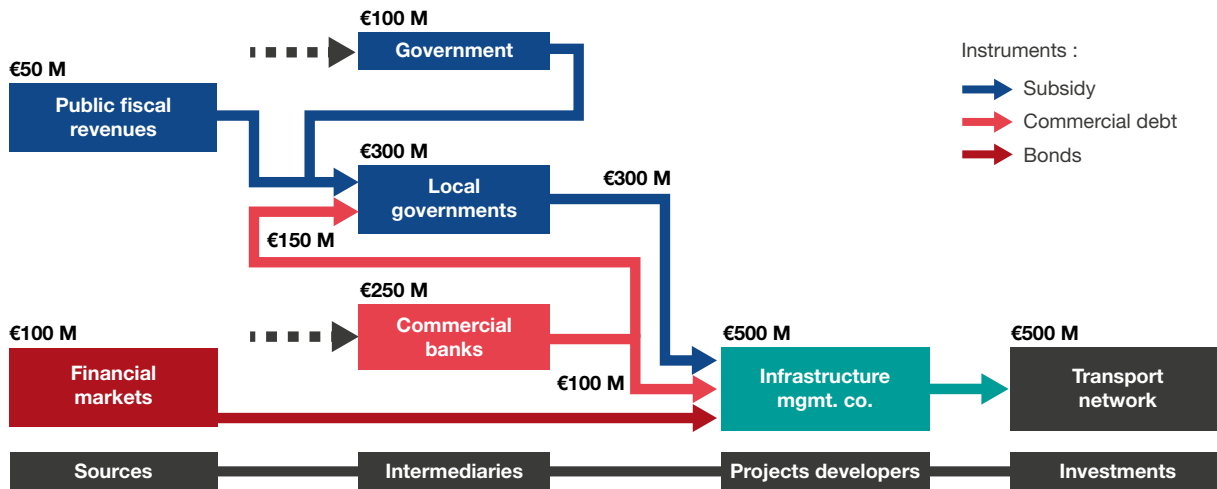 €100 M
Government
€50 M
Public fiscal
revenues
Instruments :
Subsidy
Commercial debt
Bonds
€300 M
Local
governments
€300 M
€150 M
€250 M
Commercial
banks
€100 M
Financial
markets
€100 M
€500 M
Infrastructure
mgmt. co.
€500 M
Transport
network
Sources
Intermediaries
Projects developers
Investments